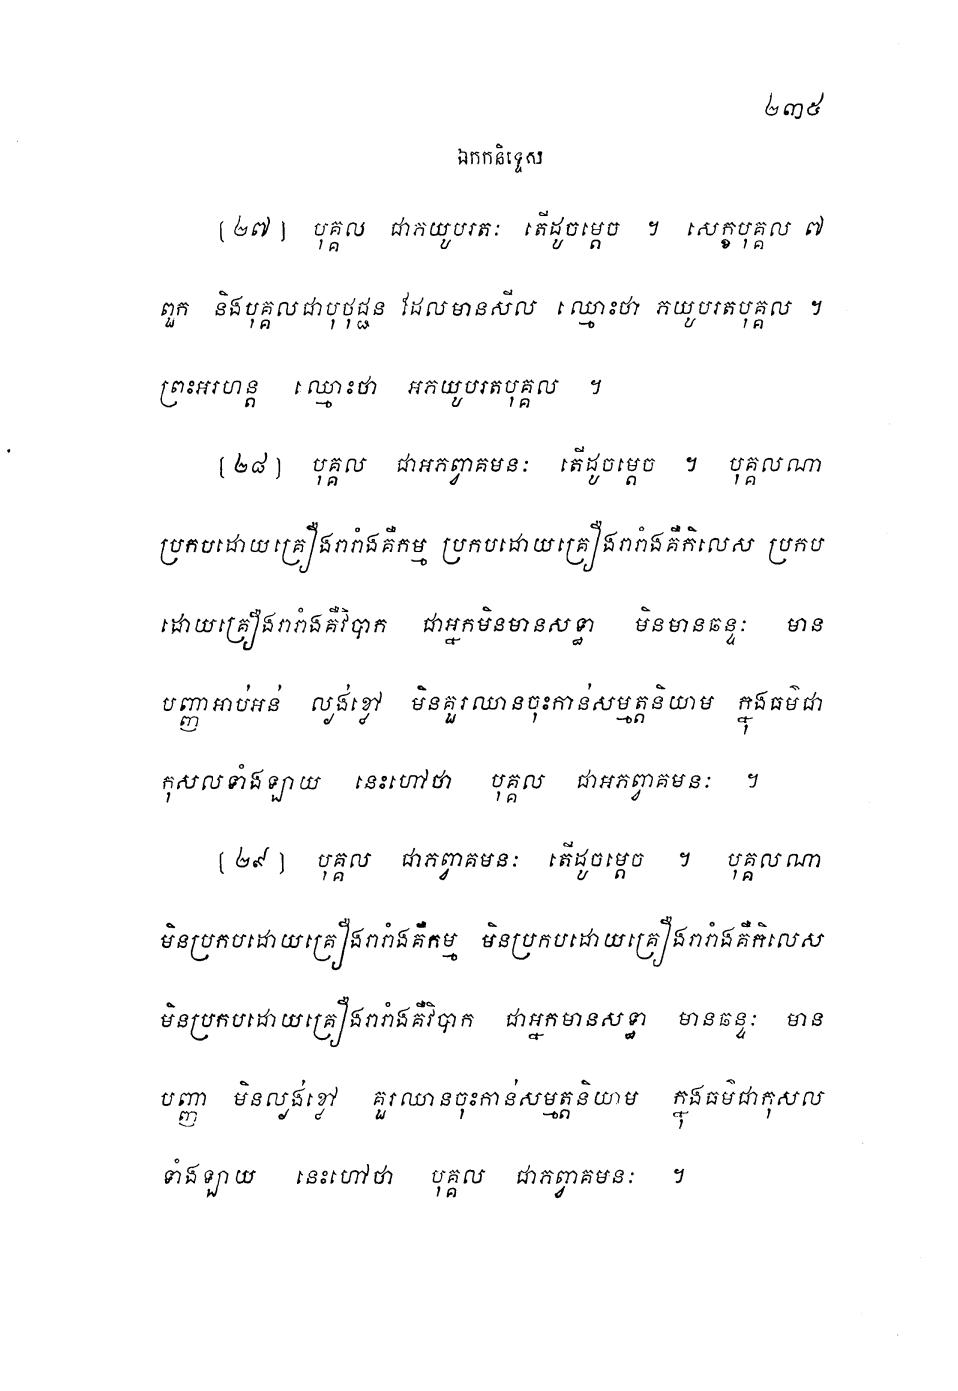 ២៣៥
ឯកកនិទ្ទេស
[២៧] បុគ្គល ជាភយូបរតៈ តើដូចម្តេច ។ សេក្ខបុគ្គល ៧
ពួក និងបុគ្គលជាបុថុជ្ជន ដែលមានសីល ឈ្មោះថា ភយូបរតបុគ្គល ។
ព្រះអរហន្ត ឈ្មោះថា អភយូបរតបុគ្គល ។
[២៨] បុគ្គល ជាអភព្វាគមនៈ តើដូចម្តេច ។ បុគ្គលណា
ប្រកបដោយគ្រឿងរារាំងគឺកម្ម ប្រកបដោយគ្រឿងរារាំងគឺកិលេស ប្រកប
ដោយគ្រឿងរារាំងគឺវិបាក ជាអ្នកមិនមានសទ្ធា មិនមានឆន្ទៈ មាន
បញ្ញាអាប់អន់ ល្ងង់ខ្លៅ មិនគួរឈានចុះកាន់សម្មត្តនិយាម ក្នុងធម៌ជា
កុសលទាំងឡាយ នេះហៅថា បុគ្គល ជាអភព្វាគមនៈ ។
[២៩] បុគ្គល ជាភព្វាគមនៈ តើដូចម្តេច ។ បុគ្គលណា
មិនប្រកបដោយគ្រឿងរារាំងគឺកម្ម មិនប្រកបដោយគ្រឿងរារាំងគឺកិលេស
មិនប្រកបដោយគ្រឿងរារាំងគឺវិបាក ជាអ្នកមានសទ្ធា មានឆន្ទៈ មាន
បញ្ញា មិនល្ងង់ខ្លៅ គួរឈានចុះកាន់សម្មត្តនិយាម ក្នុងធម៌ជាកុសល
ទាំងឡាយ នេះហៅថា បុគ្គល ជាភព្វាគមនៈ ។